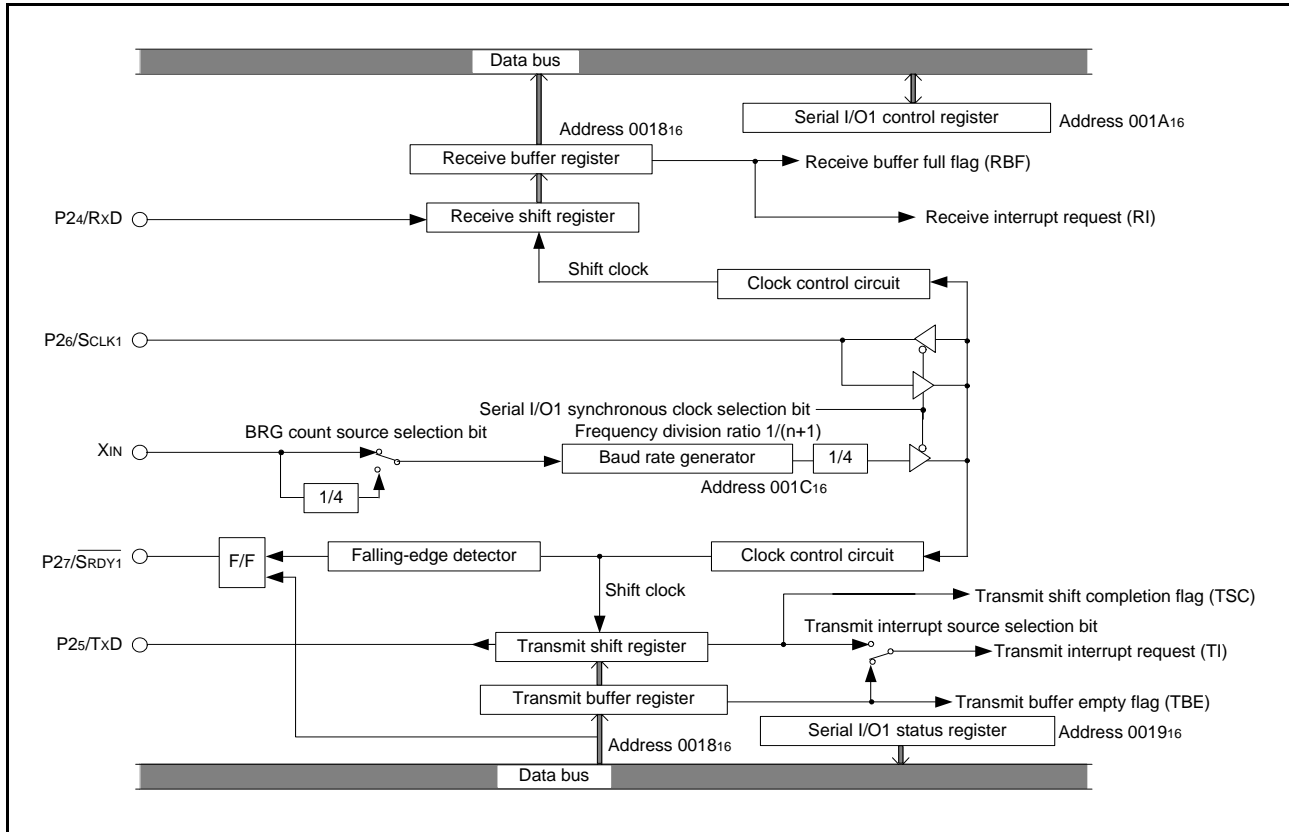 Data bus
Serial I/O1 control register
Address 001A16
Address 001816
Receive buffer register
Receive buffer full flag (RBF)
P24/RXD
Receive shift register
Receive interrupt request (RI)
Shift clock
Clock control circuit
P26/SCLK1
Serial I/O1 synchronous clock selection bit
BRG count source selection bit
Frequency division ratio 1/(n+1)
XIN
Baud rate generator
1/4
Address 001C16
1/4
P27/SRDY1
F/F
Falling-edge detector
Clock control circuit
Shift clock
Transmit shift completion flag (TSC)
Transmit interrupt source selection bit
P25/TXD
Transmit shift register
Transmit interrupt request (TI)
Transmit buffer register
Transmit buffer empty flag (TBE)
Address 001816
Serial I/O1 status register
Address 001916
Data bus